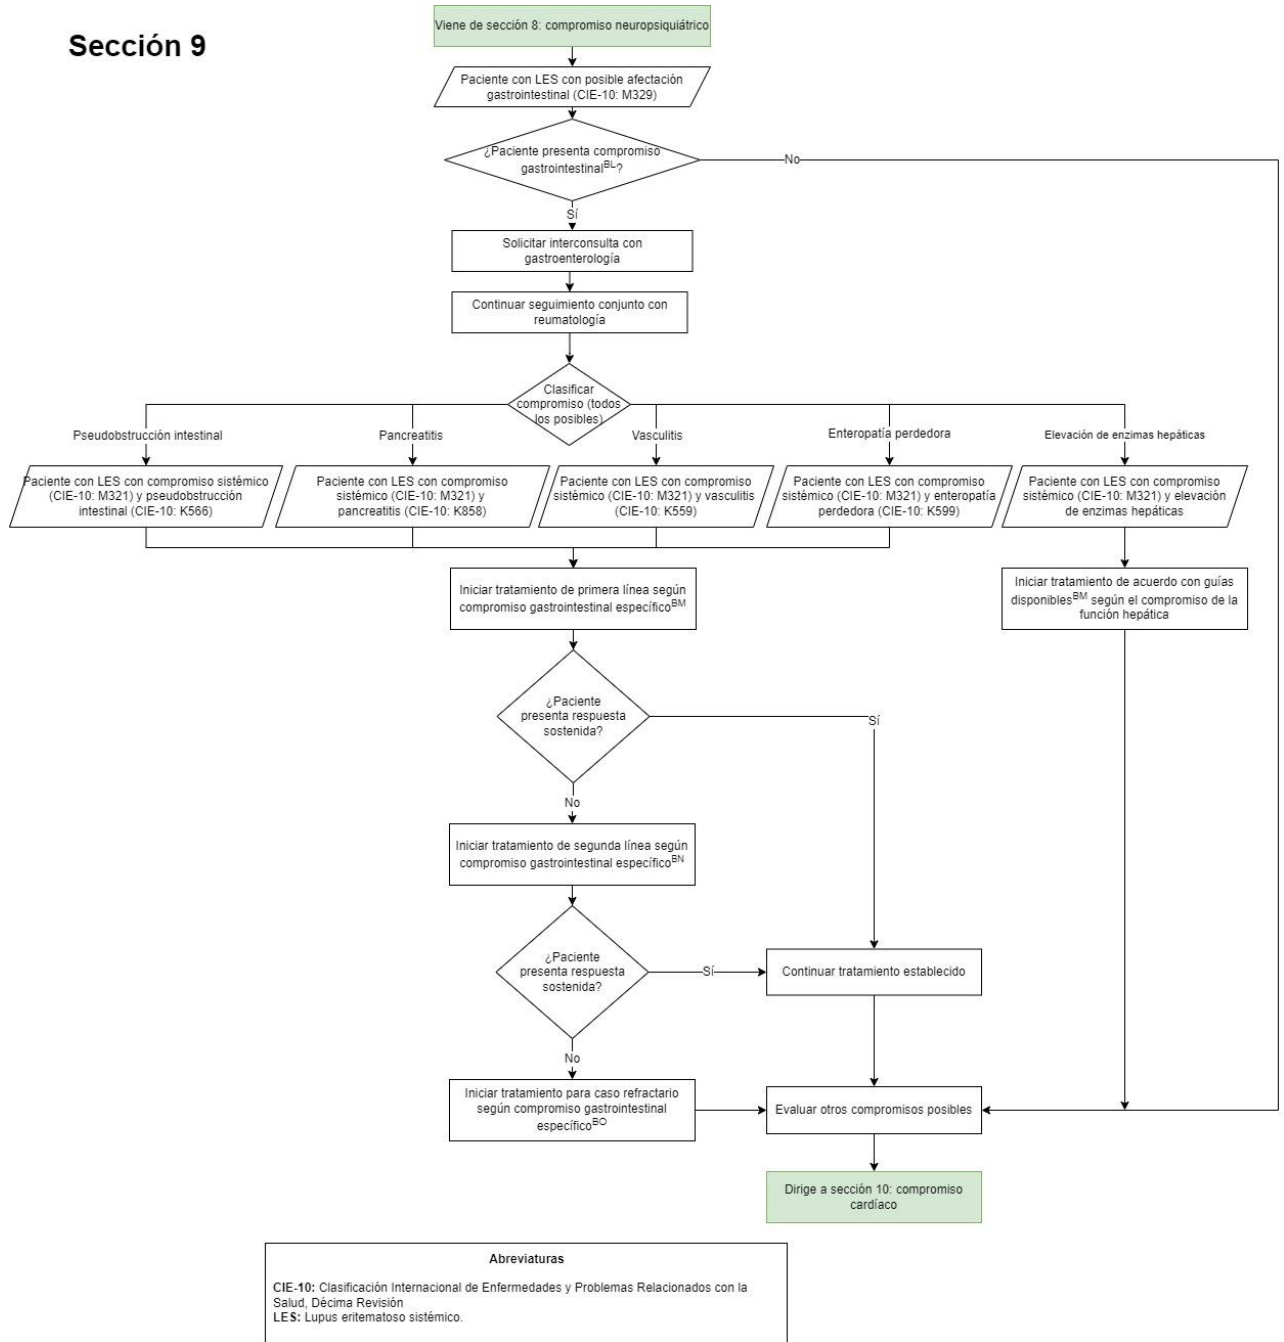 Sección 9
Viene de sección 8: compromiso neuropsiquiátrico
Paciente con LES con posible afectación
gastrointestinal (CIE-10: M329)
¿Paciente presenta compromiso
gastrointestinalBL?
No
Sí
Solicitar interconsulta con
gastroenterología
Continuar seguimiento conjunto con
reumatología
Clasificar
compromiso (todos
los posibles)
Pseudobstrucción intestinal
Pancreatitis
Vasculitis
Enteropatía perdedora
Elevación de enzimas hepáticas
Paciente con LES con compromiso sistémico
(CIE-10: M321) y pseudobstrucción
intestinal (CIE-10: K566)
Paciente con LES con compromiso
sistémico (CIE-10: M321) y
pancreatitis (CIE-10: K858)
Paciente con LES con compromiso
sistémico (CIE-10: M321) y vasculitis
(CIE-10: K559)
Paciente con LES con compromiso
sistémico (CIE-10: M321) y enteropatía
perdedora (CIE-10: K599)
Paciente con LES con compromiso
sistémico (CIE-10: M321) y elevación
de enzimas hepáticas
Iniciar tratamiento de primera línea según
compromiso gastrointestinal específicoBM
Iniciar tratamiento de acuerdo con guías
disponiblesBM según el compromiso de la
función hepática
¿Paciente
presenta respuesta
sostenida?
Sí
No
Iniciar tratamiento de segunda línea según
compromiso gastrointestinal específicoBN
¿Paciente
presenta respuesta
sostenida?
Sí
Continuar tratamiento establecido
No
Iniciar tratamiento para caso refractario
según compromiso gastrointestinal
específicoBO
Evaluar otros compromisos posibles
Dirige a sección 10: compromiso
cardíaco
Abreviaturas
CIE-10: Clasificación Internacional de Enfermedades y Problemas Relacionados con la
Salud, Décima Revisión
LES: Lupus eritematoso sistémico.